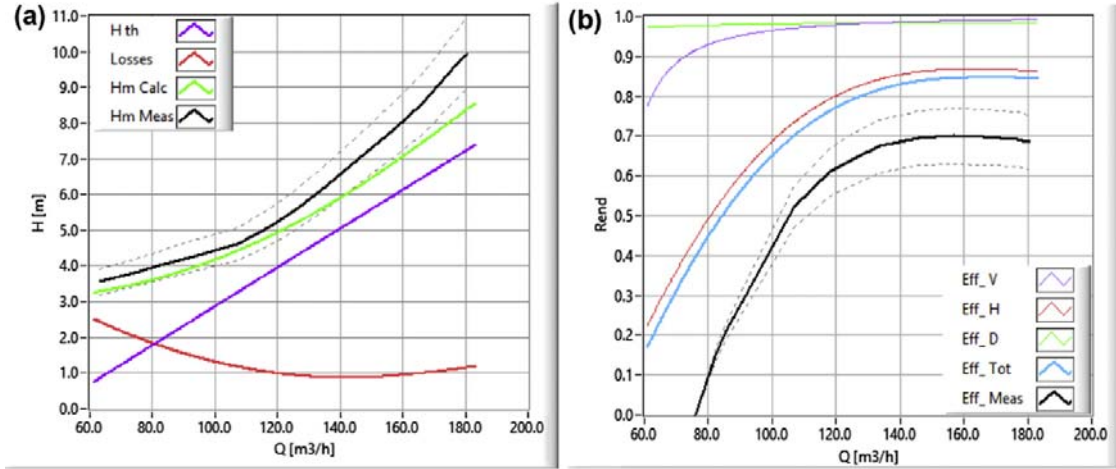 (a)
H th
Losses
Hm Calc
Hm Meas
H [m]
11.0
10.0
9.0
8.0
7.0
6.0
5.0
4.0
3.0
2.0
1.0
0.0
60.0 80.0 100.0 120.0 140.0 160.0 180.0 200.0
Q [m3/h]
(b)
Rend
1.0
0.9
0.8
0.7
0.6
0.5
0.4
0.3
0.2
0.1
0.0
Eff_ V
Eff_ H
Eff_ D
Eff_ Tot
Eff_ Meas
60.0 80.0 100.0 120.0 140.0 160.0 180.0 200.0
Q [m3/h]